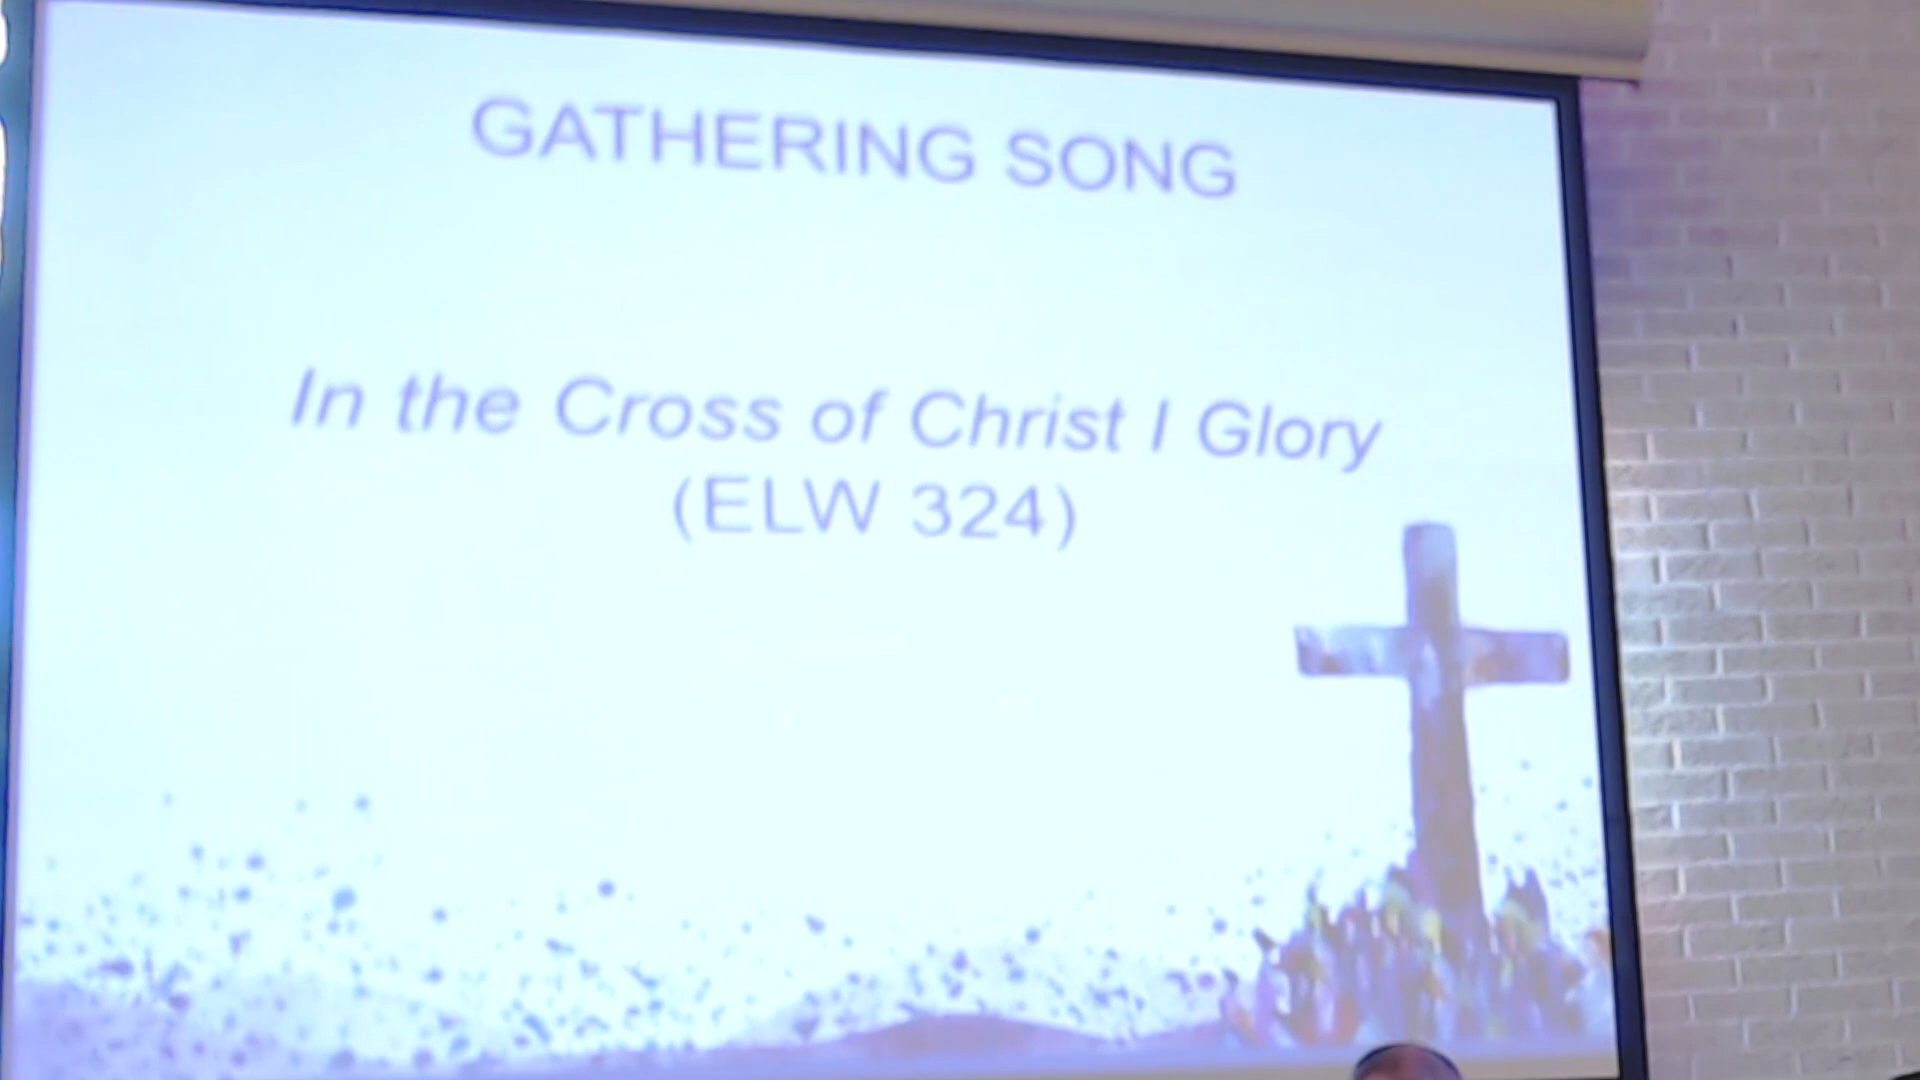 GATHERING SONG
In the Cross of Christ I Glory
(ELW 324)